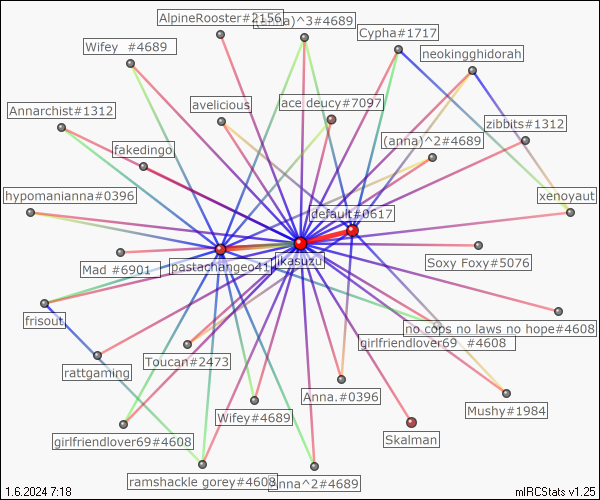 AlpineRooster#2156
(anna)^3#4689
Cypha#1717
Wifey #4689
neokingghidorah
Annarchist#1312
avelicious
ace deucy#7097
zibbits#1312
(anna)^2#4689
fakedingo
hypomanianna#0396
xenoyaut
default#0617
jikasuzu
pastachangeo41
Mad #6901
Soxy Foxy#5076
frisout
no cops no laws no hope#4608
girlfriendlover69 #4608
Toucan#2473
rattgaming
Anna.#0396
Mushy#1984
Wifey#4689
girlfriendlover69#4608
Skalman
ramshackle gorey#4608
Anna^2#4689
1.6.2024 7:18
mIRCStats v1.25